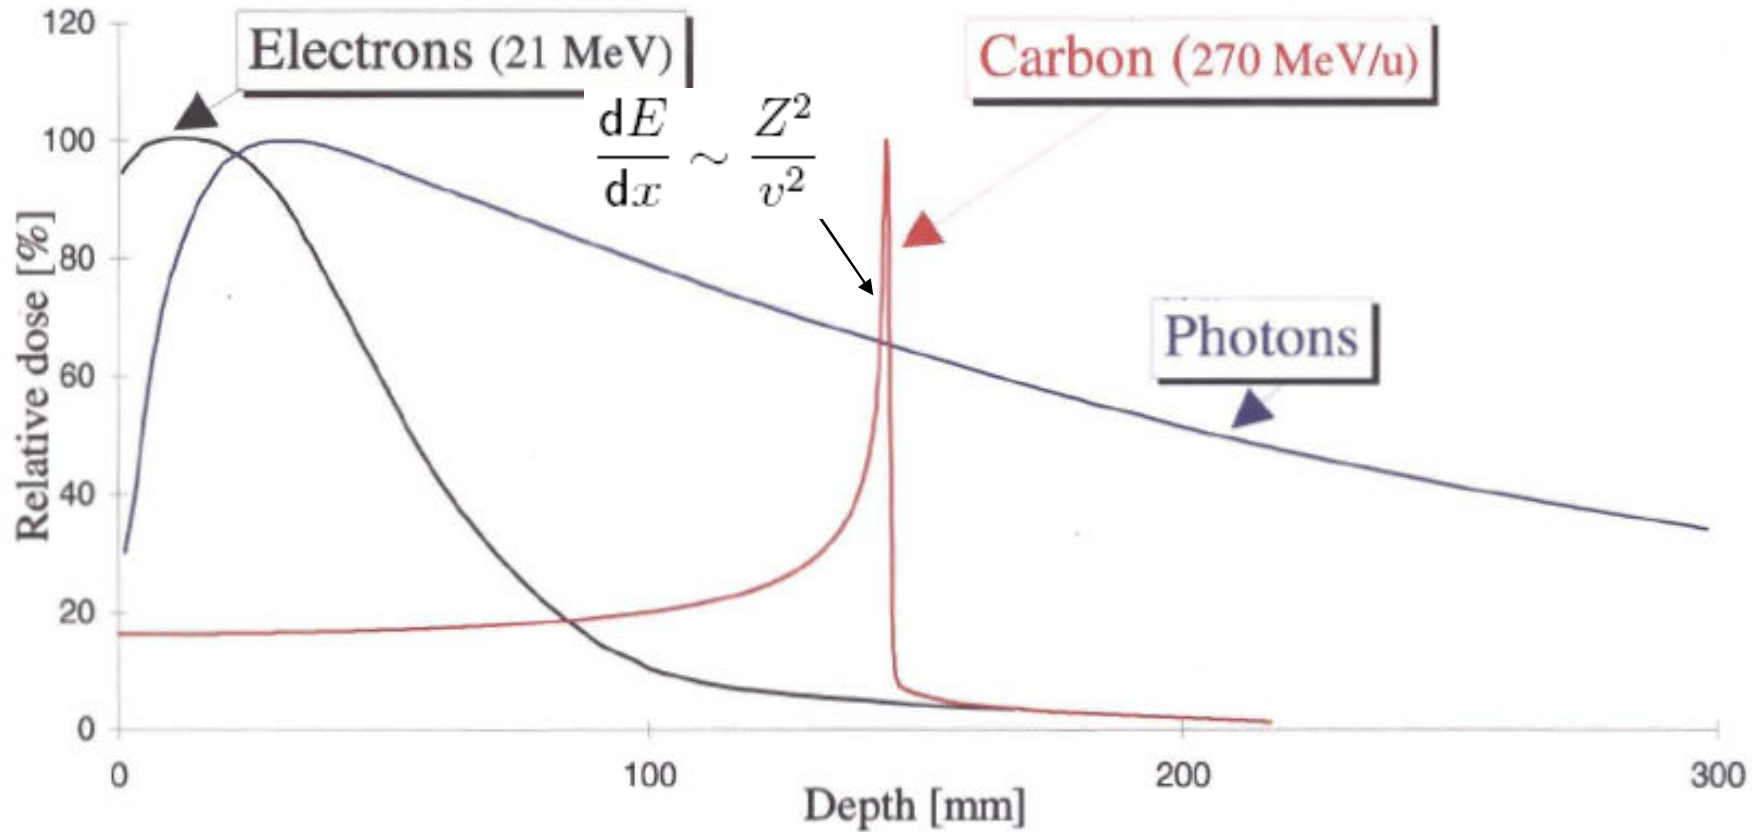 120
Electrons (21 MeV)
Carbon (270 MeV/u)
dE/dx ~ Z²/v²
100
80
Photons
60
40
20
0
Relative dose [%]
0 100 200 300
Depth [mm]